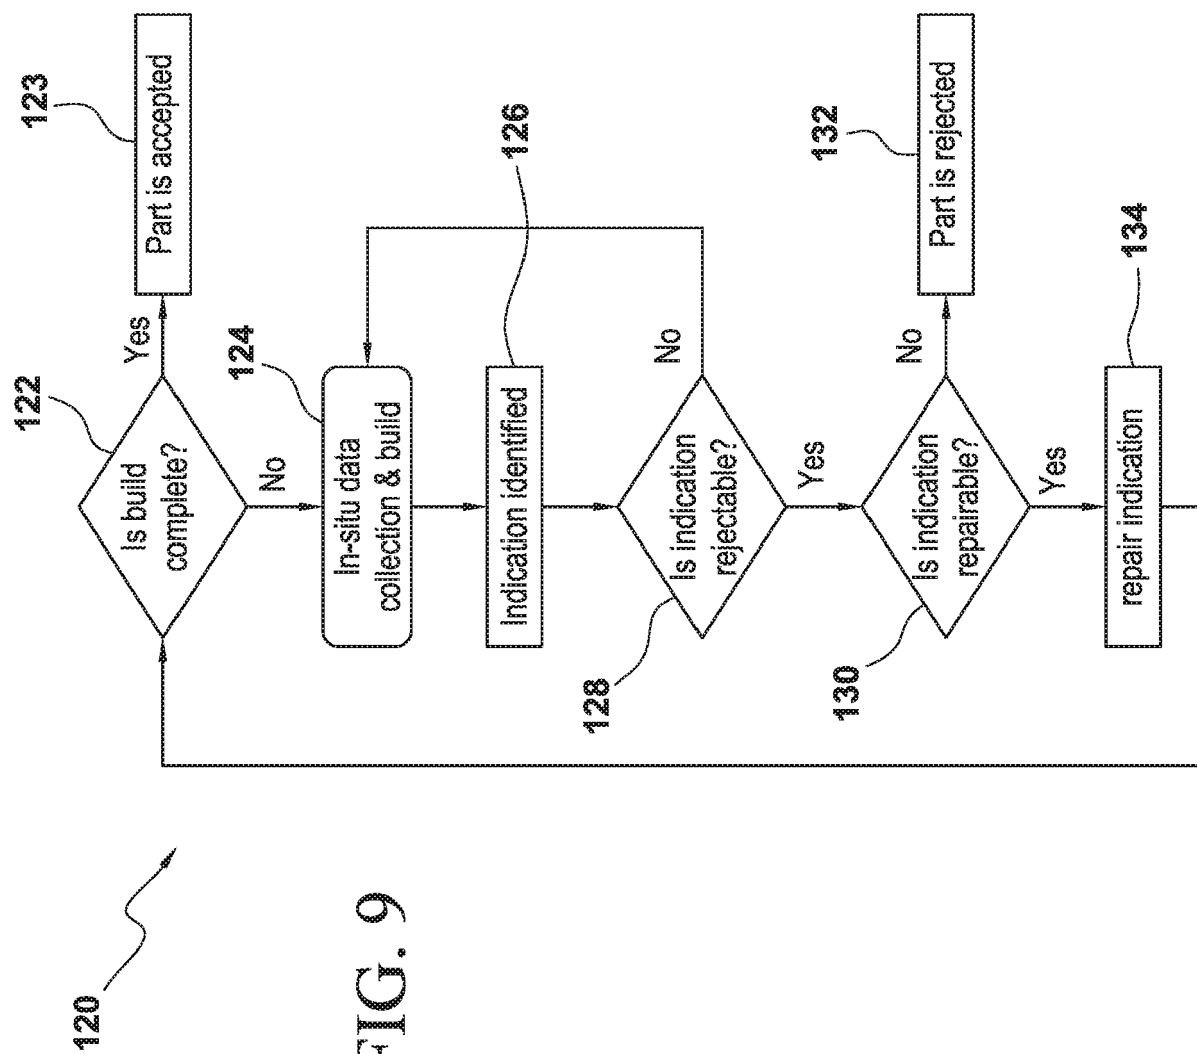 120
122
Is build
complete?
Yes
123
Part is accepted
No
124
In-situ data
collection & build
126
Indication identified
128
Is indication
rejectable?
No
Yes
130
Is indication
repairable?
No
132
Part is rejected
Yes
134
repair indication
FIG. 9